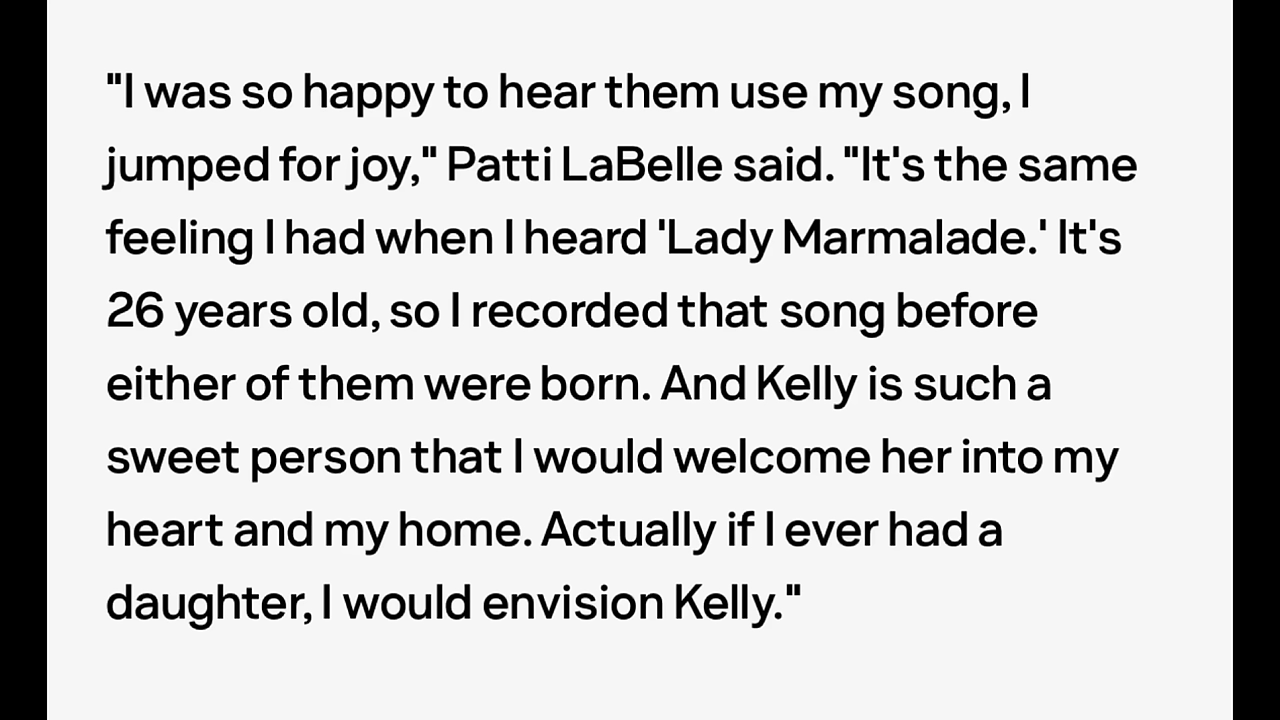 "I was so happy to hear them use my song, I
jumped for joy," Patti LaBelle said. "It's the same
feeling I had when I heard 'Lady Marmalade.' It's
26 years old, so I recorded that song before
either of them were born. And Kelly is such a
sweet person that I would welcome her into my
heart and my home. Actually if I ever had a
daughter, I would envision Kelly."